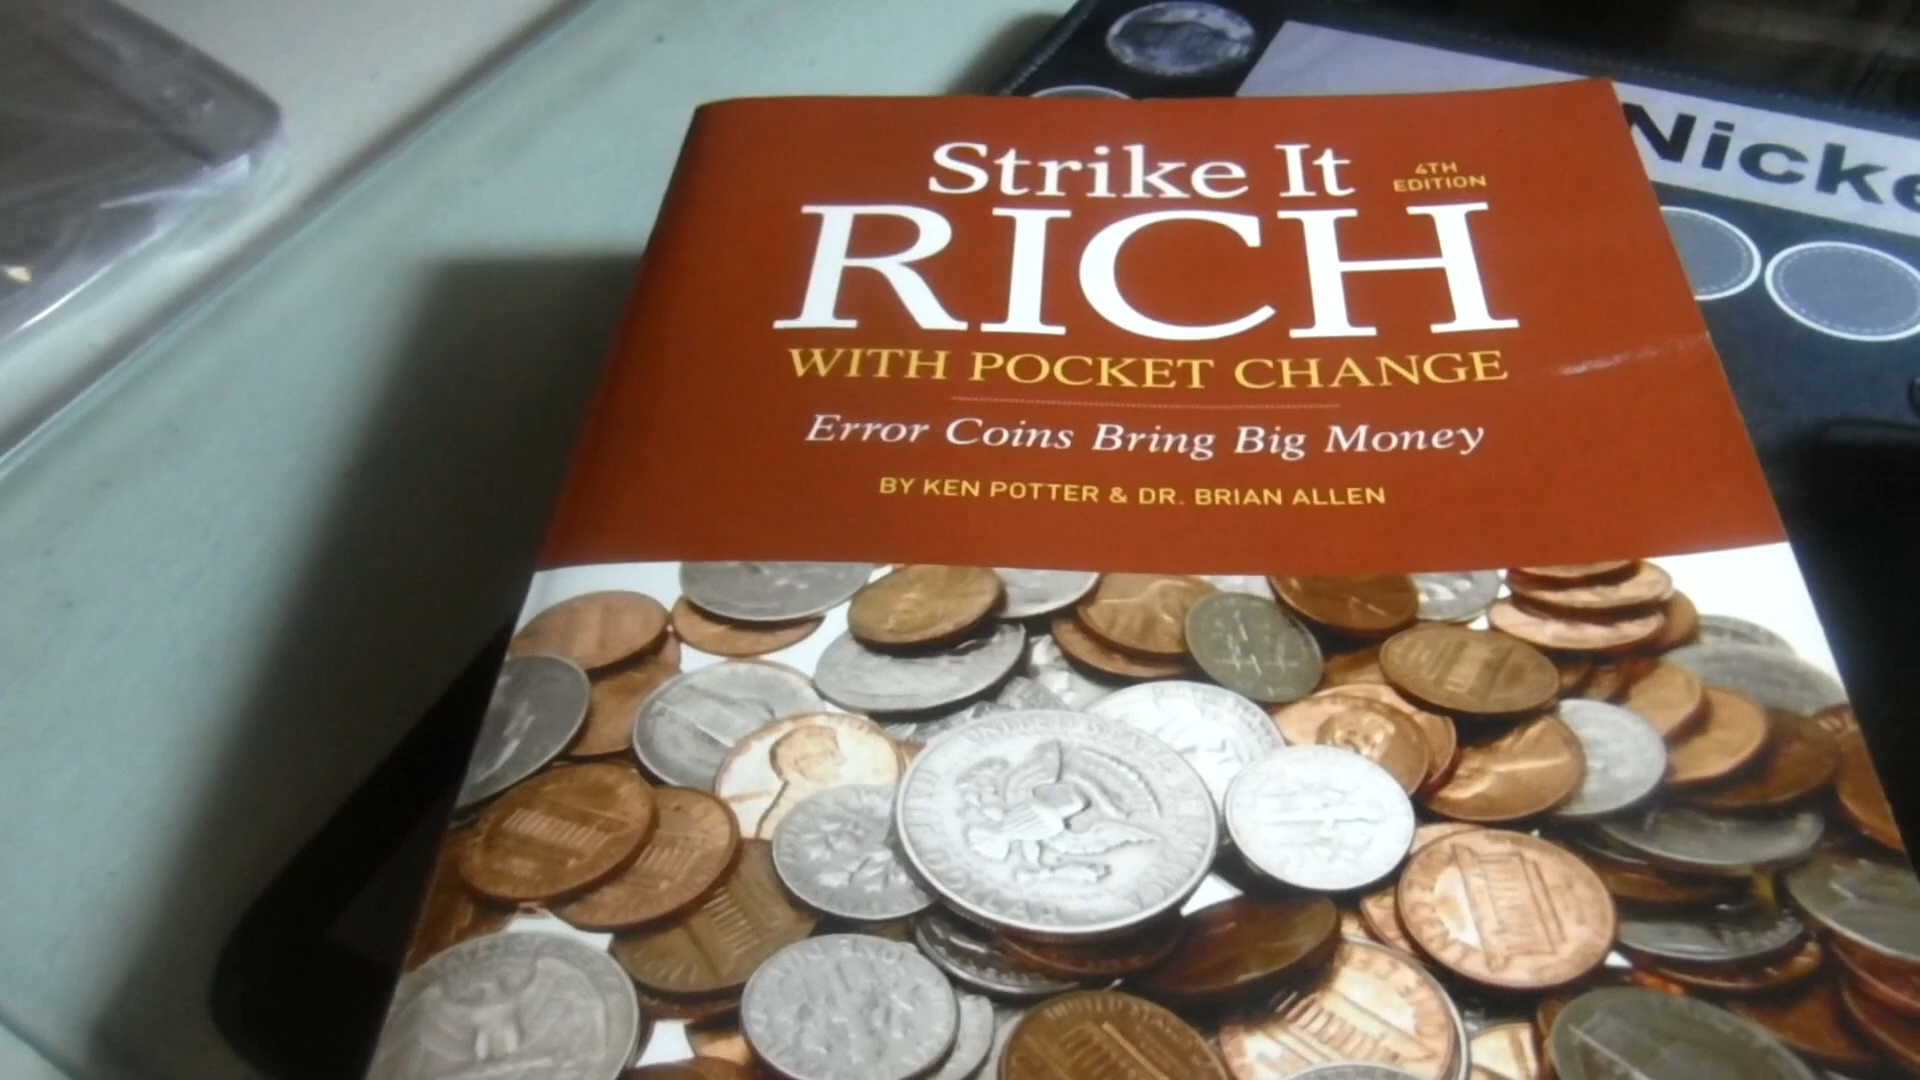 Strike It
4TH
EDITION
RICH
WITH POCKET CHANGE
Error Coins Bring Big Money
BY KEN POTTER & DR. BRIAN ALLEN
Nicke